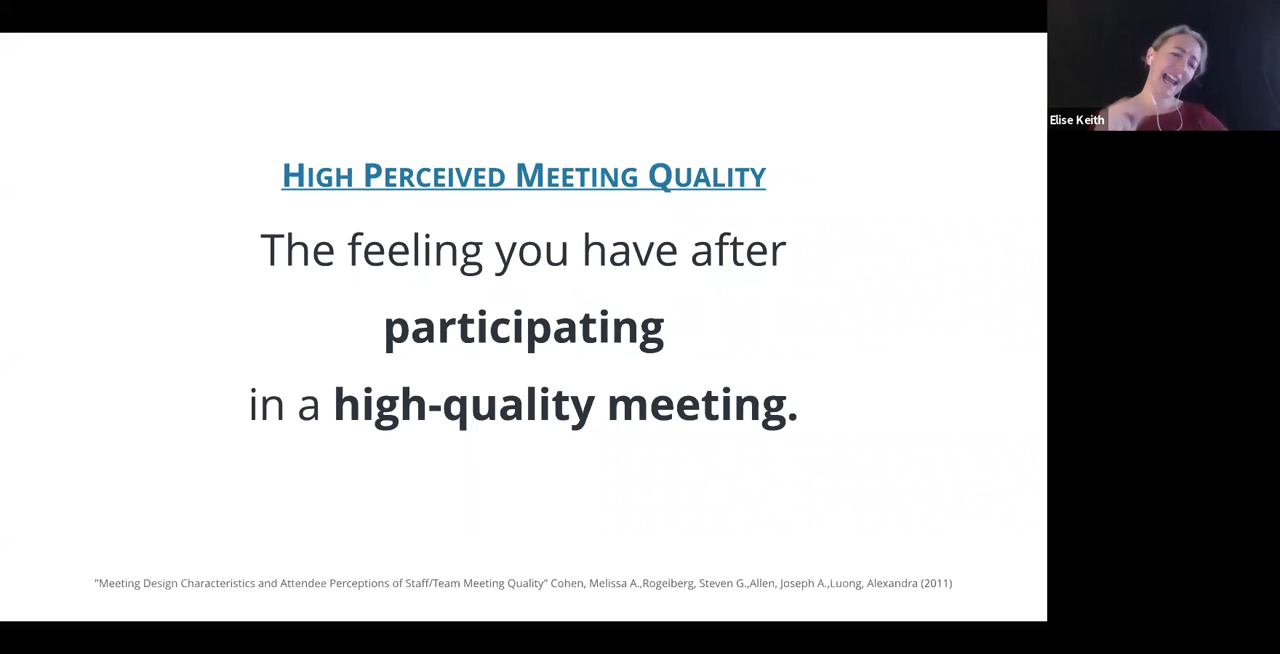 HIGH PERCEIVED MEETING QUALITY
The feeling you have after
participating
in a high-quality meeting.
"Meeting Design Characteristics and Attendee Perceptions of Staff/Team Meeting Quality" Cohen, Melissa A.,Rogelberg, Steven G.,Allen, Joseph A.,Luong, Alexandra (2011)
Elise Keith